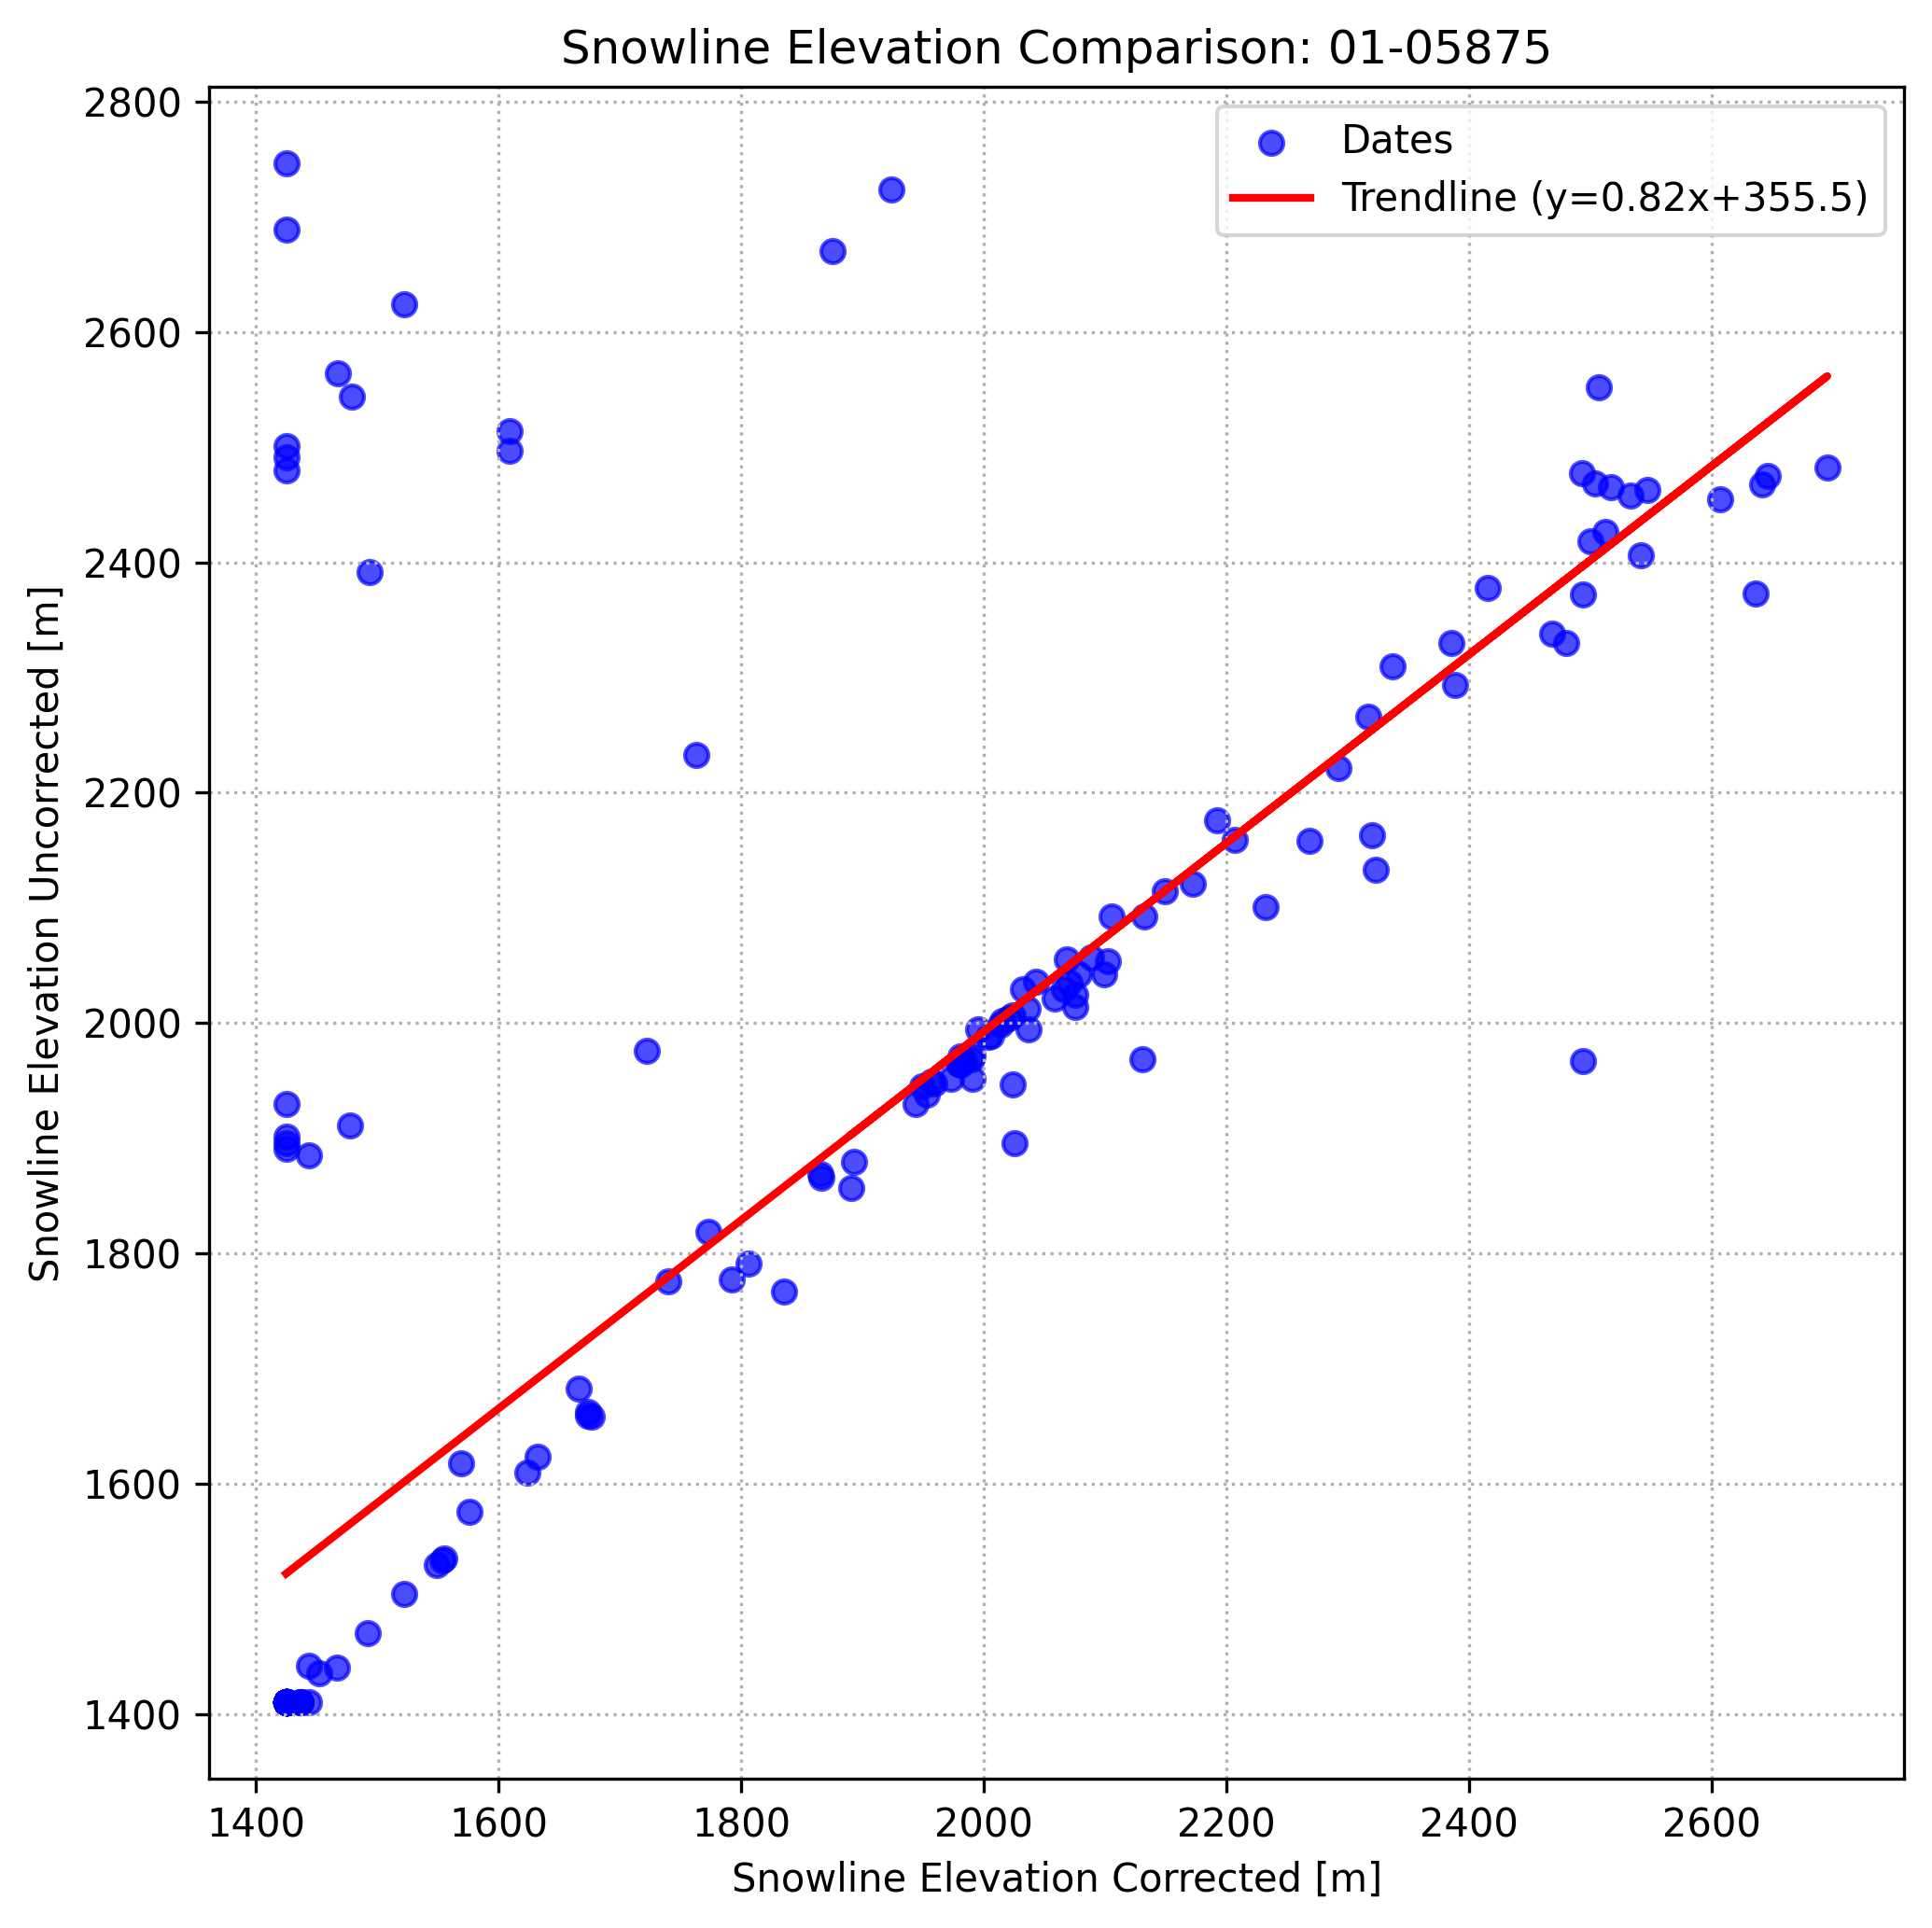 Snowline Elevation Comparison: 01-05875
Dates
Trendline (y=0.82x+355.5)
2800
2600
2400
2200
2000
1800
1600
1400
Snowline Elevation Uncorrected [m]
1400 1600 1800 2000 2200 2400 2600
Snowline Elevation Corrected [m]